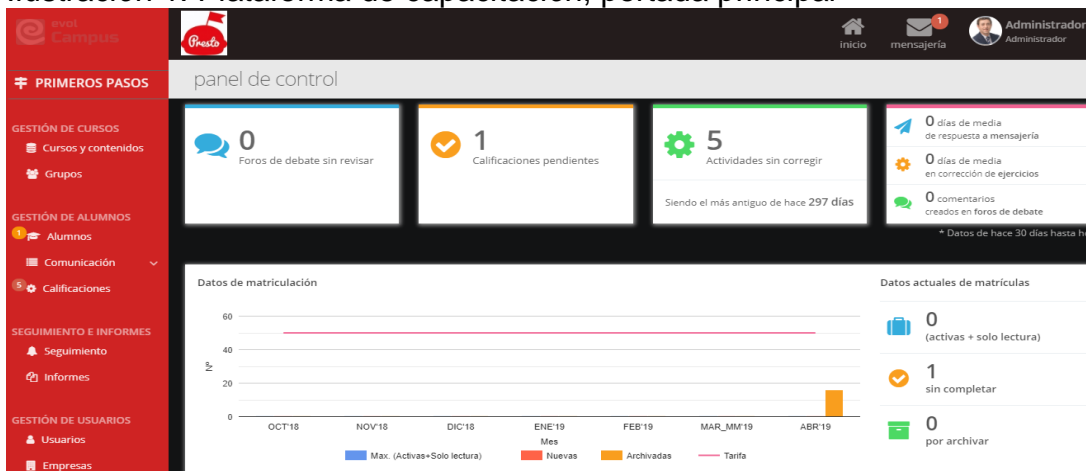 evol
Campus
Presto
inicio
mensajería
1
Administrador
Administrador
PRIMEROS PASOS
panel de control
GESTIÓN DE CURSOS
Cursos y contenidos
Grupos
GESTIÓN DE ALUMNOS
1 Alumnos
Comunicación
5 Calificaciones
SEGUIMIENTO E INFORMES
Seguimiento
Informes
GESTIÓN DE USUARIOS
Usuarios
Empresas
0
Foros de debate sin revisar
1
Calificaciones pendientes
5
Actividades sin corregir
Siendo el más antiguo de hace 297 días
0 días de media
de respuesta a mensajería
0 días de media
en corrección de ejercicios
0 comentarios
creados en foros de debate
* Datos de hace 30 días hasta
Datos de matriculación
60
40
20
0
Nº
OCT'18 NOV'18 DIC'18 ENE'19 FEB'19 MAR_MM'19 ABR'19
Mes
Max. (Activas+Solo lectura) Nuevas Archivadas Tarifa
Datos actuales de matrículas
0
(activas + solo lectura)
1
sin completar
0
por archivar